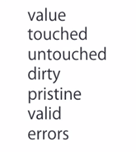 value
touched
untouched
dirty
pristine
valid
errors